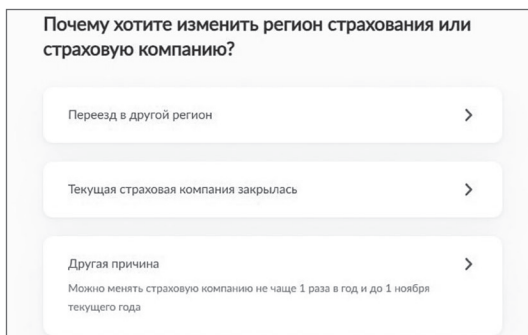 Почему хотите изменить регион страхования или
страховую компанию?
Переезд в другой регион
Текущая страховая компания закрылась
Другая причина
Можно менять страховую компанию не чаще 1 раза в год и до 1 ноября
текущего года